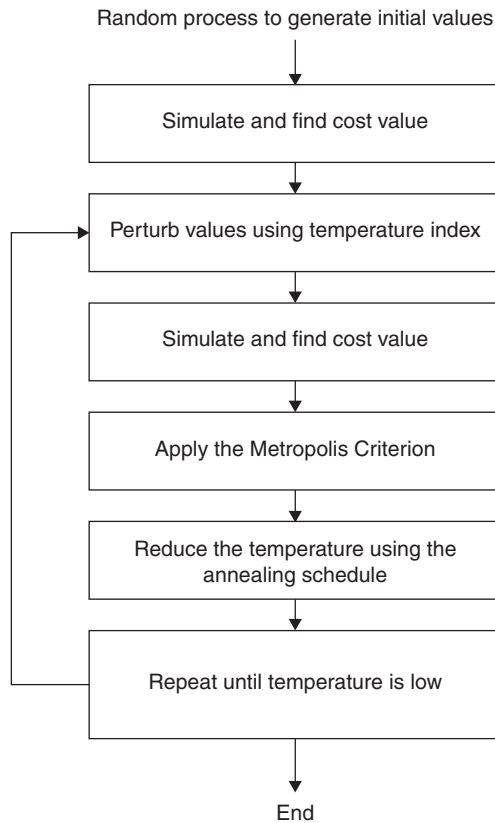 Random process to generate initial values
Simulate and find cost value
Perturb values using temperature index
Simulate and find cost value
Apply the Metropolis Criterion
Reduce the temperature using the
annealing schedule
Repeat until temperature is low
End